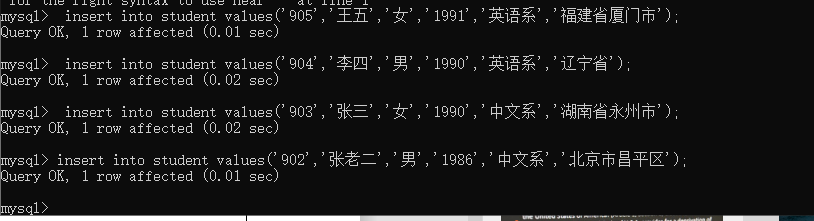 for the right syntax to use near '' at line 1
mysql>  insert into student values('905','王五','女','1991','英语系','福建省厦门市');
Query OK, 1 row affected (0.01 sec)
mysql>  insert into student values('904','李四','男','1990','英语系','辽宁省');
Query OK, 1 row affected (0.02 sec)
mysql>  insert into student values('903','张三','女','1990','中文系','湖南省永州市');
Query OK, 1 row affected (0.02 sec)
mysql> insert into student values('902','张老二','男','1986','中文系','北京市昌平区');
Query OK, 1 row affected (0.01 sec)
mysql>
the United States of America